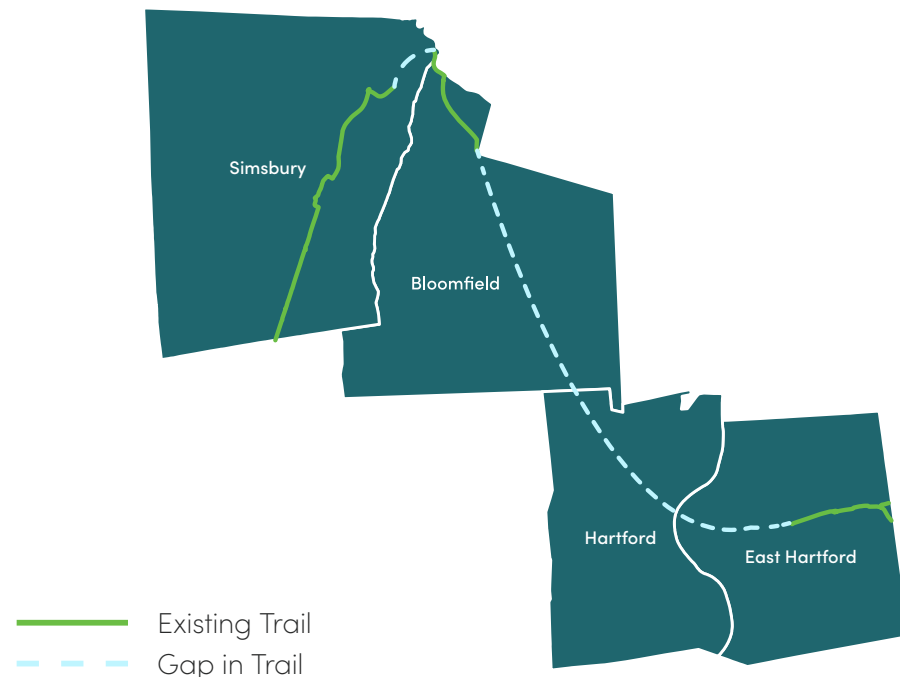 Simsbury
Bloomfield
Hartford
East Hartford
Existing Trail
Gap in Trail